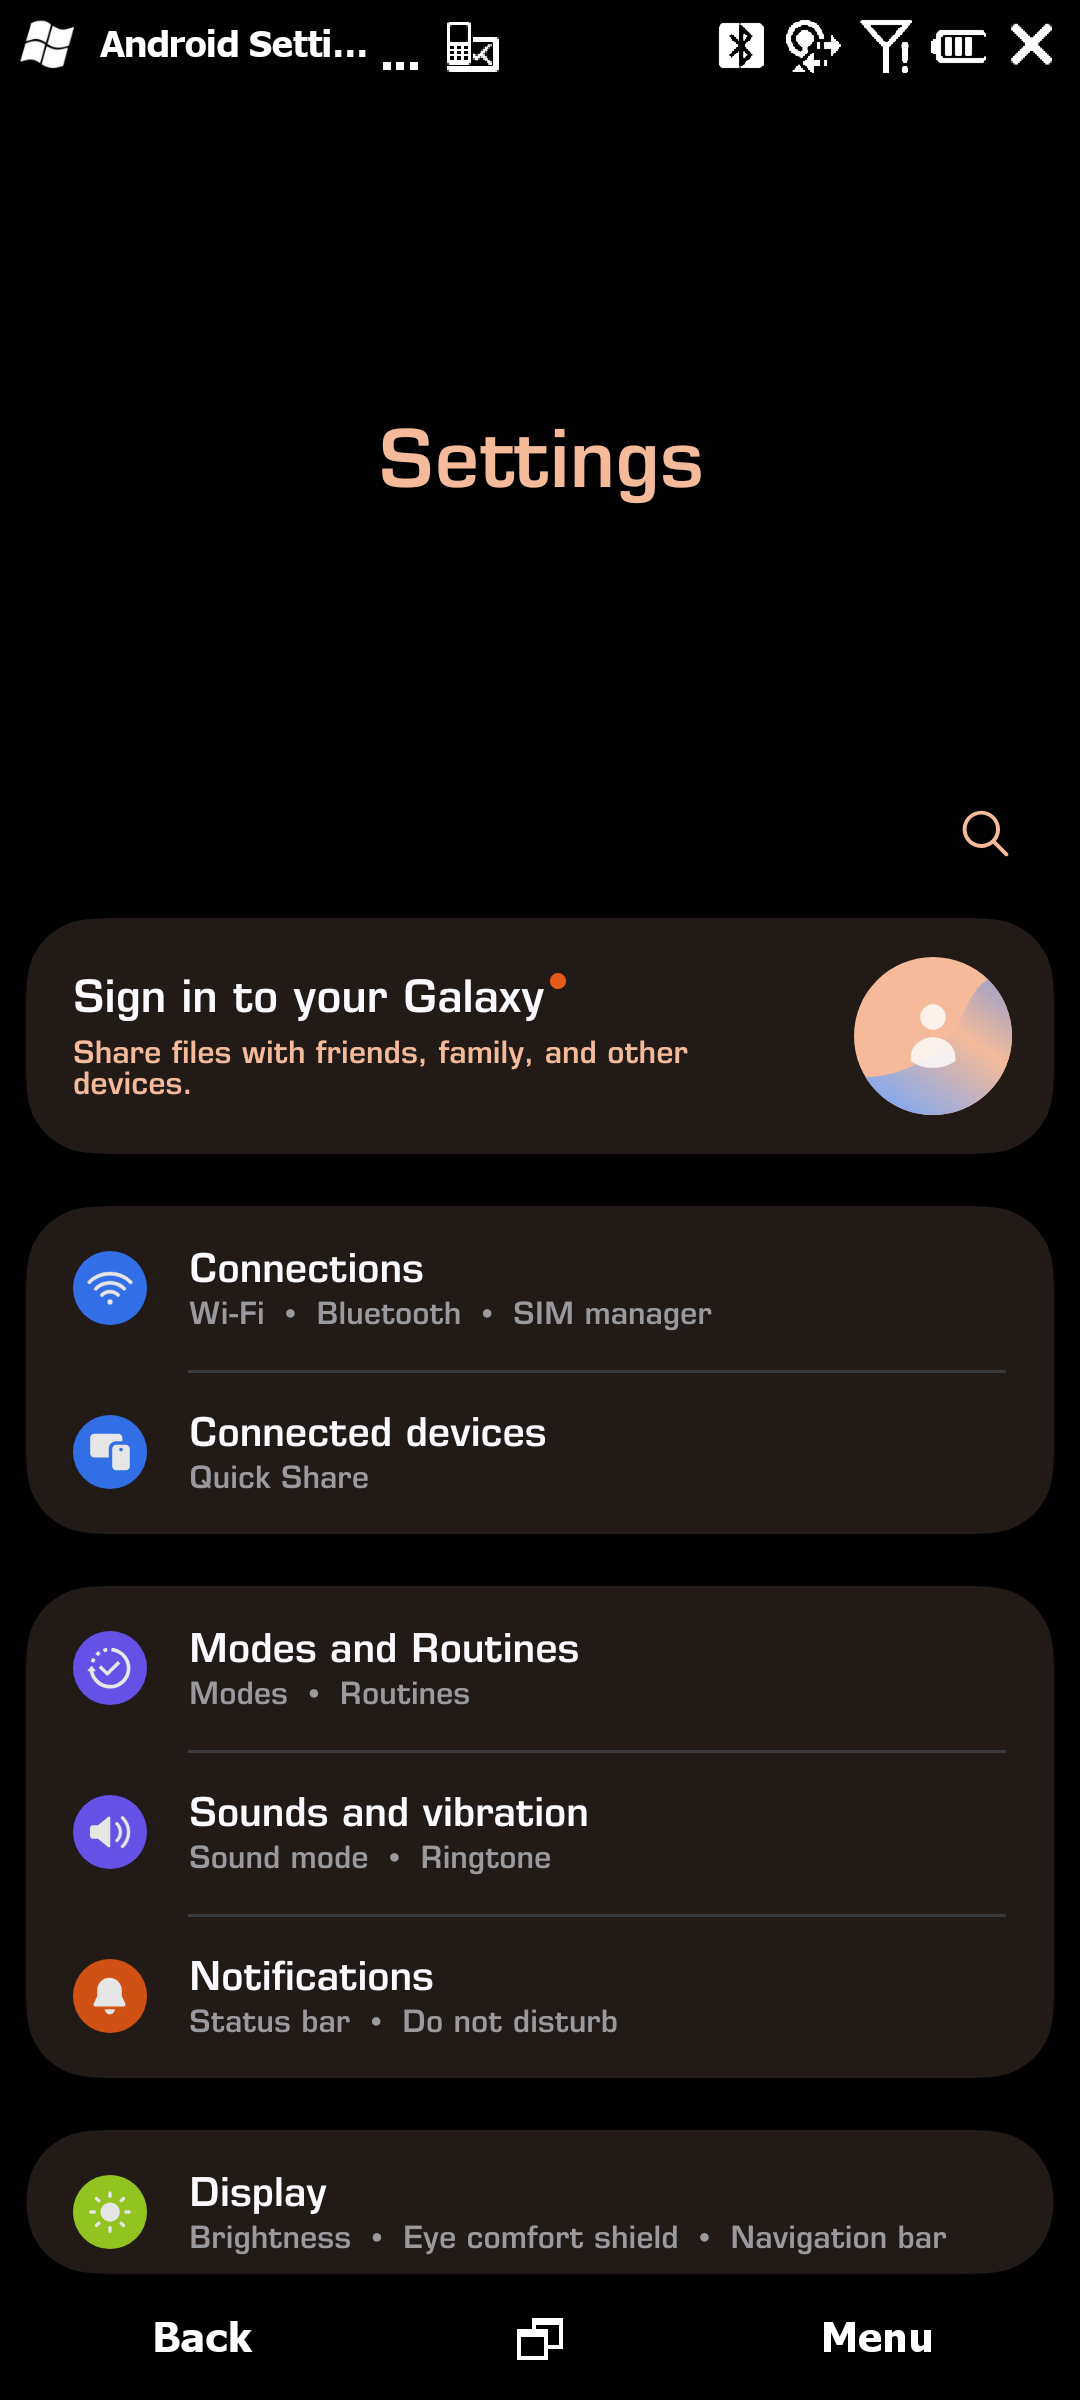 Android Setti... ...
Settings
Sign in to your Galaxy
Share files with friends, family, and other
devices.
Connections
Wi-Fi • Bluetooth • SIM manager
Connected devices
Quick Share
Modes and Routines
Modes • Routines
Sounds and vibration
Sound mode • Ringtone
Notifications
Status bar • Do not disturb
Display
Brightness • Eye comfort shield • Navigation bar
Back Menu